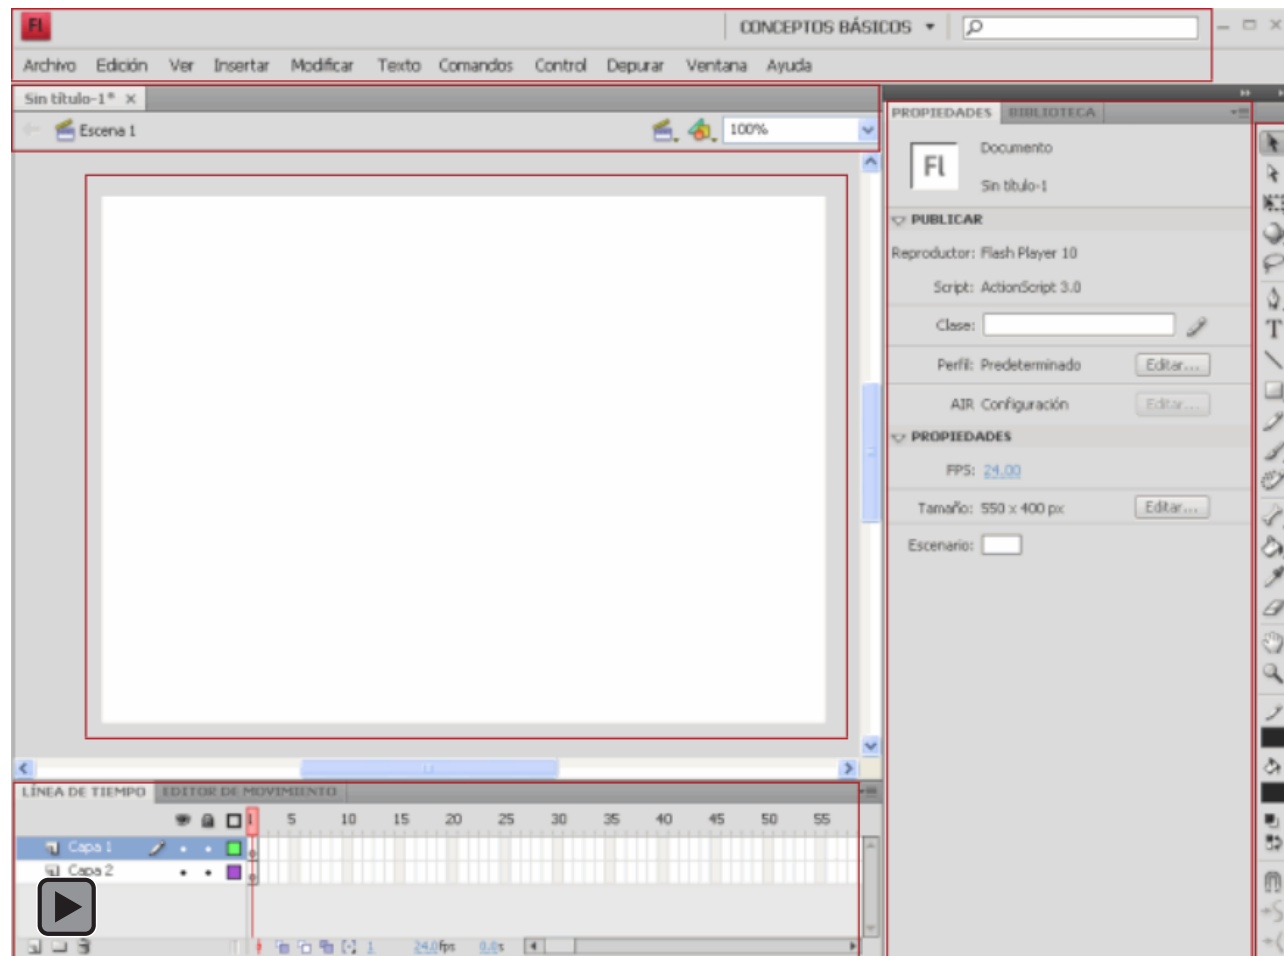 Fl CONCEPTOS BÁSICOS
Archivo Edición Ver Insertar Modificar Texto Comandos Control Depurar Ventana Ayuda
Sin título-1* ×
Escena 1 100%
PROPIEDADES BIBLIOTECA
FL Documento
Sin título-1
PUBLICAR
Reproductor: Flash Player 10
Script: ActionScript 3.0
Clase:
Perfil: Predeterminado Editar...
AIR Configuración Editar...
PROPIEDADES
FPS: 24.00
Tamaño: 550 x 400 px Editar...
Escenario:
LÍNEA DE TIEMPO EDITOR DE MOVIMIENTO
1 5 10 15 20 25 30 35 40 45 50 55
Capa 1
Capa 2
1 24.0fps 0.0s